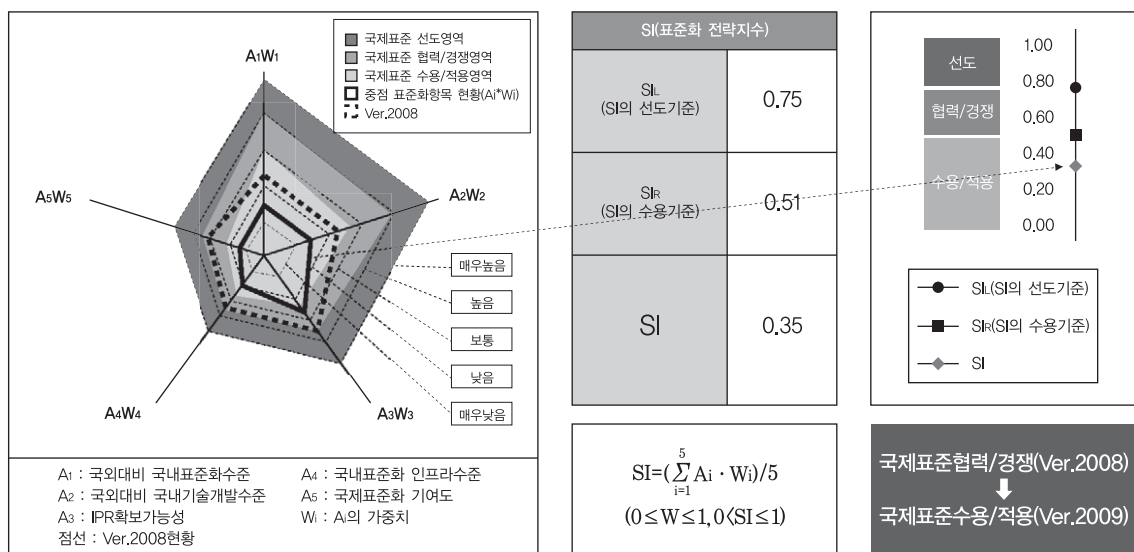 국제표준 선도영역
국제표준 협력/경쟁영역
국제표준 수용/적용영역
중점 표준화항목 현황(Ai*Wi)
Ver.2008
A1W1
A2W2
A3W3
A4W4
A5W5
매우높음
높음
보통
낮음
매우낮음
A1 : 국외대비 국내표준화수준
A2 : 국외대비 국내기술개발수준
A3 : IPR확보가능성
점선 : Ver.2008현황
A4 : 국내표준화 인프라수준
A5 : 국제표준화 기여도
Wi : Ai의 가중치
SI(표준화 전략지수)
SIL
(SI의 선도기준)
0.75
SIR
(SI의 수용기준)
0.51
SI
0.35
SI=(∑Ai · Wi)/5
5
i=1
(0≤W≤1, 0<SI≤1)
선도
협력/경쟁
수용/적용
1.00
0.80
0.60
0.40
0.20
0.00
SIL(SI의 선도기준)
SIR(SI의 수용기준)
SI
국제표준협력/경쟁(Ver.2008)
국제표준수용/적용(Ver.2009)